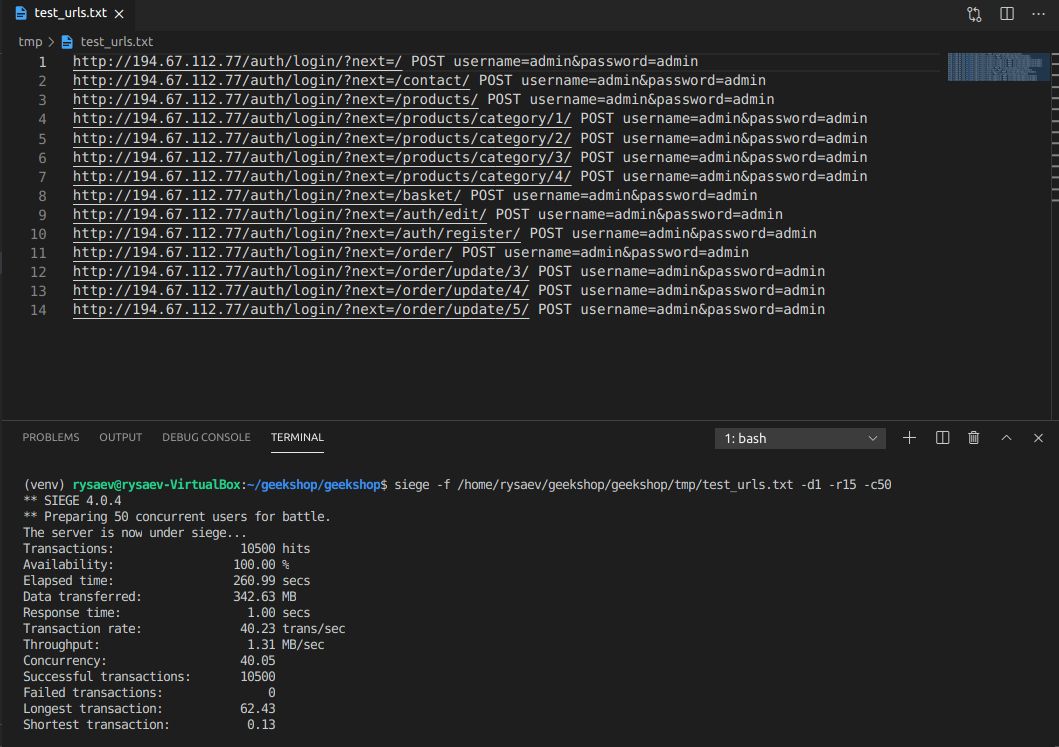 test_urls.txt
tmp > test_urls.txt
1 http://194.67.112.77/auth/login/?next=/ POST username=admin&password=admin
2 http://194.67.112.77/auth/login/?next=/contact/ POST username=admin&password=admin
3 http://194.67.112.77/auth/login/?next=/products/ POST username=admin&password=admin
4 http://194.67.112.77/auth/login/?next=/products/category/1/ POST username=admin&password=admin
5 http://194.67.112.77/auth/login/?next=/products/category/2/ POST username=admin&password=admin
6 http://194.67.112.77/auth/login/?next=/products/category/3/ POST username=admin&password=admin
7 http://194.67.112.77/auth/login/?next=/products/category/4/ POST username=admin&password=admin
8 http://194.67.112.77/auth/login/?next=/basket/ POST username=admin&password=admin
9 http://194.67.112.77/auth/login/?next=/auth/edit/ POST username=admin&password=admin
10 http://194.67.112.77/auth/login/?next=/auth/register/ POST username=admin&password=admin
11 http://194.67.112.77/auth/login/?next=/order/ POST username=admin&password=admin
12 http://194.67.112.77/auth/login/?next=/order/update/3/ POST username=admin&password=admin
13 http://194.67.112.77/auth/login/?next=/order/update/4/ POST username=admin&password=admin
14 http://194.67.112.77/auth/login/?next=/order/update/5/ POST username=admin&password=admin
PROBLEMS OUTPUT DEBUG CONSOLE TERMINAL 1: bash
(venv) rysaev@rysaev-VirtualBox:~/geekshop/geekshop$ siege -f /home/rysaev/geekshop/geekshop/tmp/test_urls.txt -d1 -r15 -c50
** SIEGE 4.0.4
** Preparing 50 concurrent users for battle.
The server is now under siege...
Transactions: 10500 hits
Availability: 100.00 %
Elapsed time: 260.99 secs
Data transferred: 342.63 MB
Response time: 1.00 secs
Transaction rate: 40.23 trans/sec
Throughput: 1.31 MB/sec
Concurrency: 40.05
Successful transactions: 10500
Failed transactions: 0
Longest transaction: 62.43
Shortest transaction: 0.13